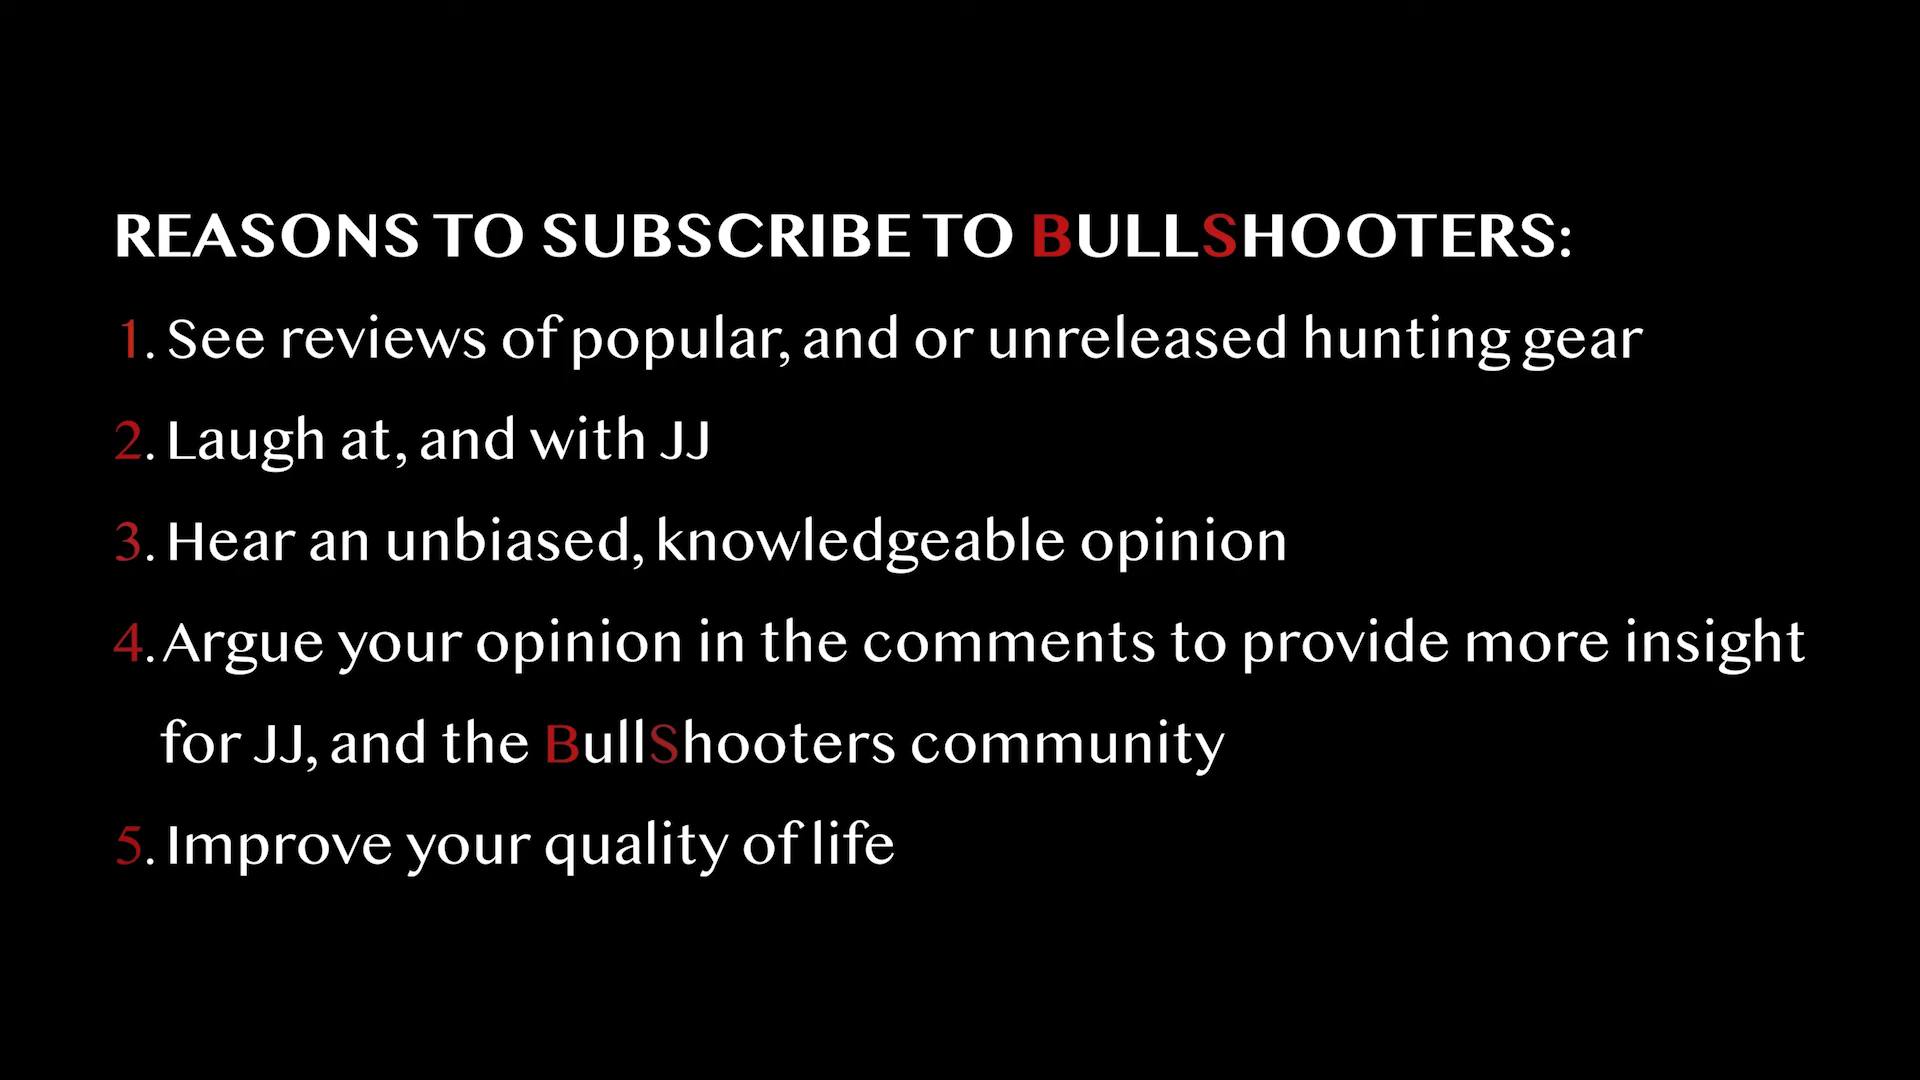 REASONS TO SUBSCRIBE TO BULLSHOOTERS:
1. See reviews of popular, and or unreleased hunting gear
2. Laugh at, and with JJ
3. Hear an unbiased, knowledgeable opinion
4. Argue your opinion in the comments to provide more insight
for JJ, and the BullShooters community
5. Improve your quality of life